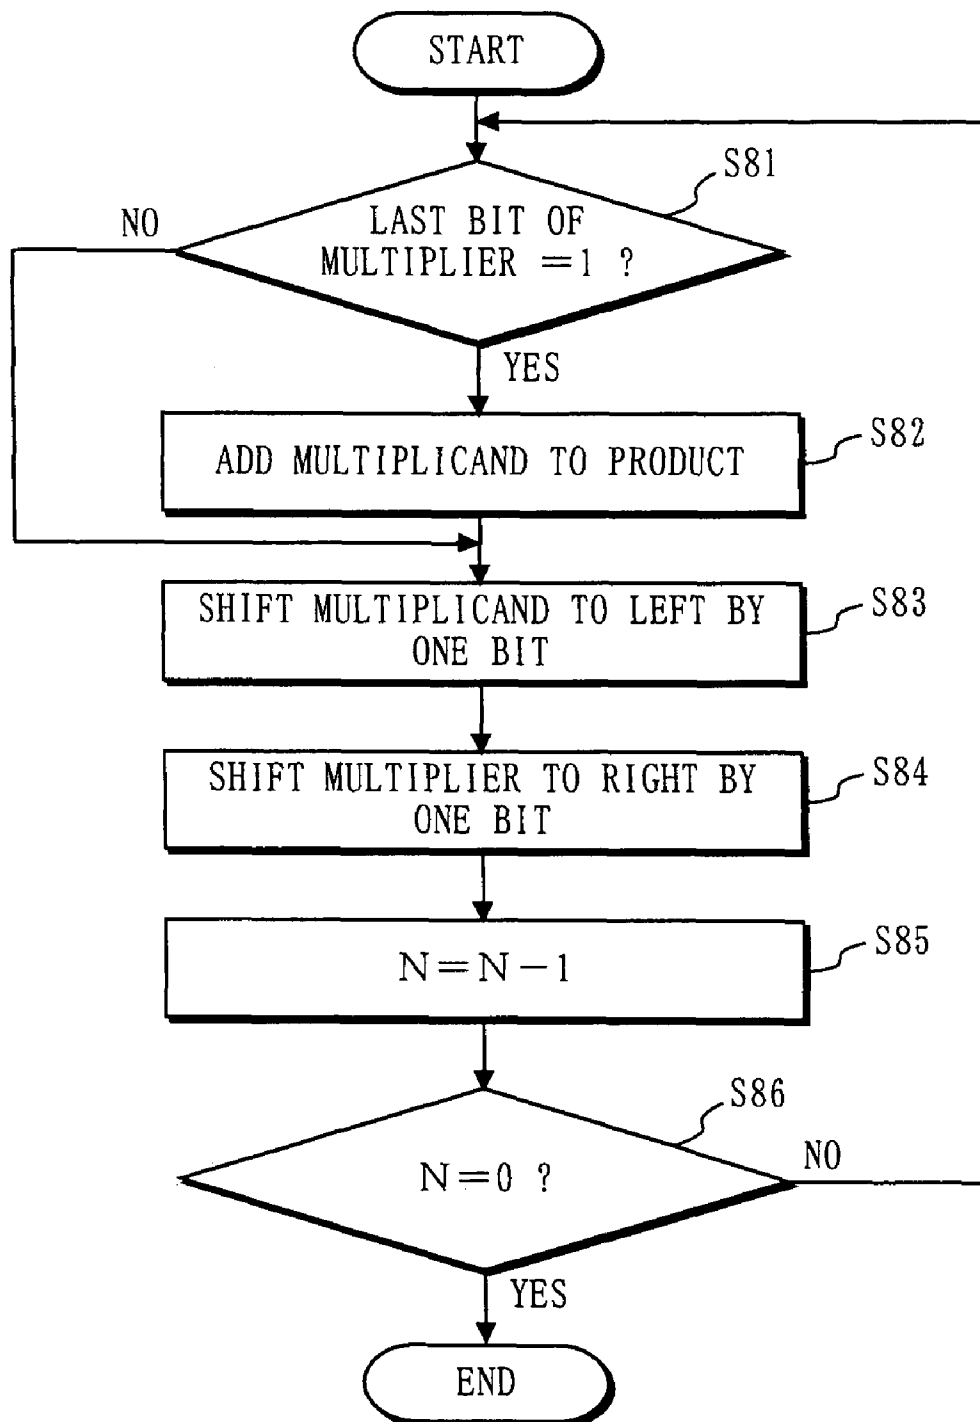 START
S81
NO
LAST BIT OF
MULTIPLIER =1 ?
YES
S82
ADD MULTIPLICAND TO PRODUCT
S83
SHIFT MULTIPLICAND TO LEFT BY
ONE BIT
S84
SHIFT MULTIPLIER TO RIGHT BY
ONE BIT
S85
N=N-1
S86
N=0 ?
NO
YES
END